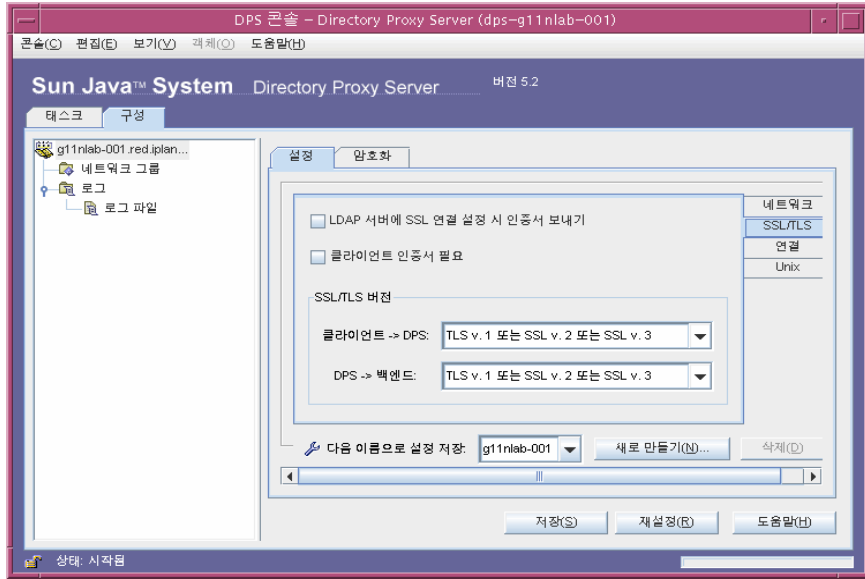 DPS 콘솔 – Directory Proxy Server (dps–g11nlab–001)
콘솔(C) 편집(E) 보기(V) 객체(O) 도움말(H)
Sun Java™ System Directory Proxy Server 버전 5.2
태스크 구성
g11nlab-001.red.iplan...
네트워크 그룹
로그
로그 파일
설정 암호화
네트워크
SSL/TLS
연결
Unix
LDAP 서버에 SSL 연결 설정 시 인증서 보내기
클라이언트 인증서 필요
SSL/TLS 버전
클라이언트 -> DPS: TLS v. 1 또는 SSL v. 2 또는 SSL v. 3
DPS -> 백엔드: TLS v. 1 또는 SSL v. 2 또는 SSL v. 3
다음 이름으로 설정 저장: g11nlab-001 새로 만들기(N)... 삭제(D)
저장(S) 재설정(R) 도움말(H)
상태: 시작됨